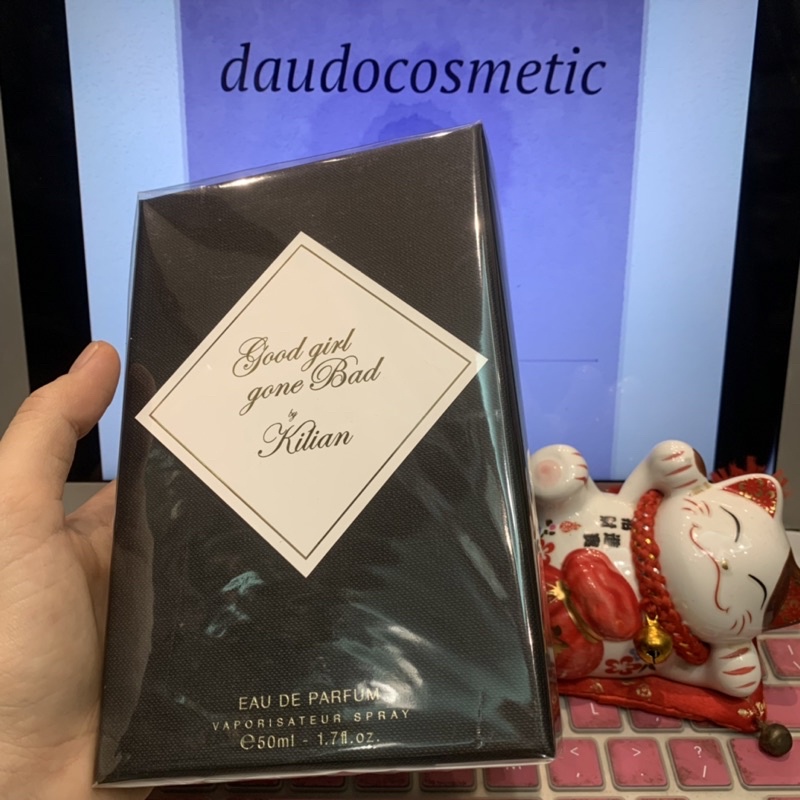 daudocosmetic
Good girl
gone Bad
by
Kilian
EAU DE PARFUM
VAPORISATEUR SPRAY
℮50ml - 1.7fl.oz.